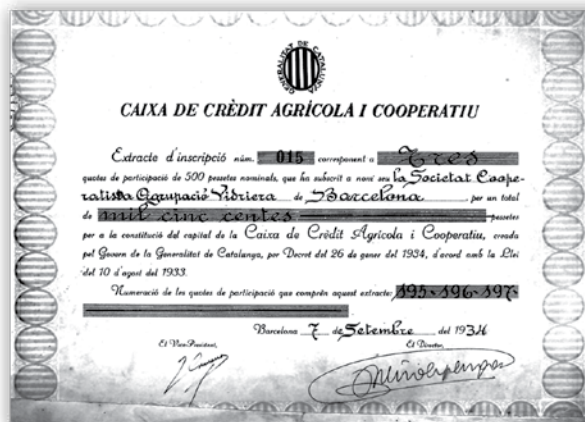 GENERALITAT DE CATALUNYA
CAIXA DE CRÈDIT AGRÍCOLA I COOPERATIU
Extracte d'inscripció núm. 015 corresponent a Tres
quotes de participació de 500 pessetes nominals, que ha subscrit a nom seu la Societat Coope-
ratista Agrupació Vidriera de Barcelona per un total
de mil cinc centes pessetes
per a la constitució del capital de la Caixa de Crèdit Agrícola i Cooperatiu, creada
pel Govern de la Generalitat de Catalunya, per Decret del 26 de gener del 1934, d'acord amb la Llei
del 10 d'agost del 1933.
Numeració de les quotes de participació que comprèn aquest extracte: 195-196-197-
Barcelona 7 de Setembre del 1934
El Vice-President, El Director,